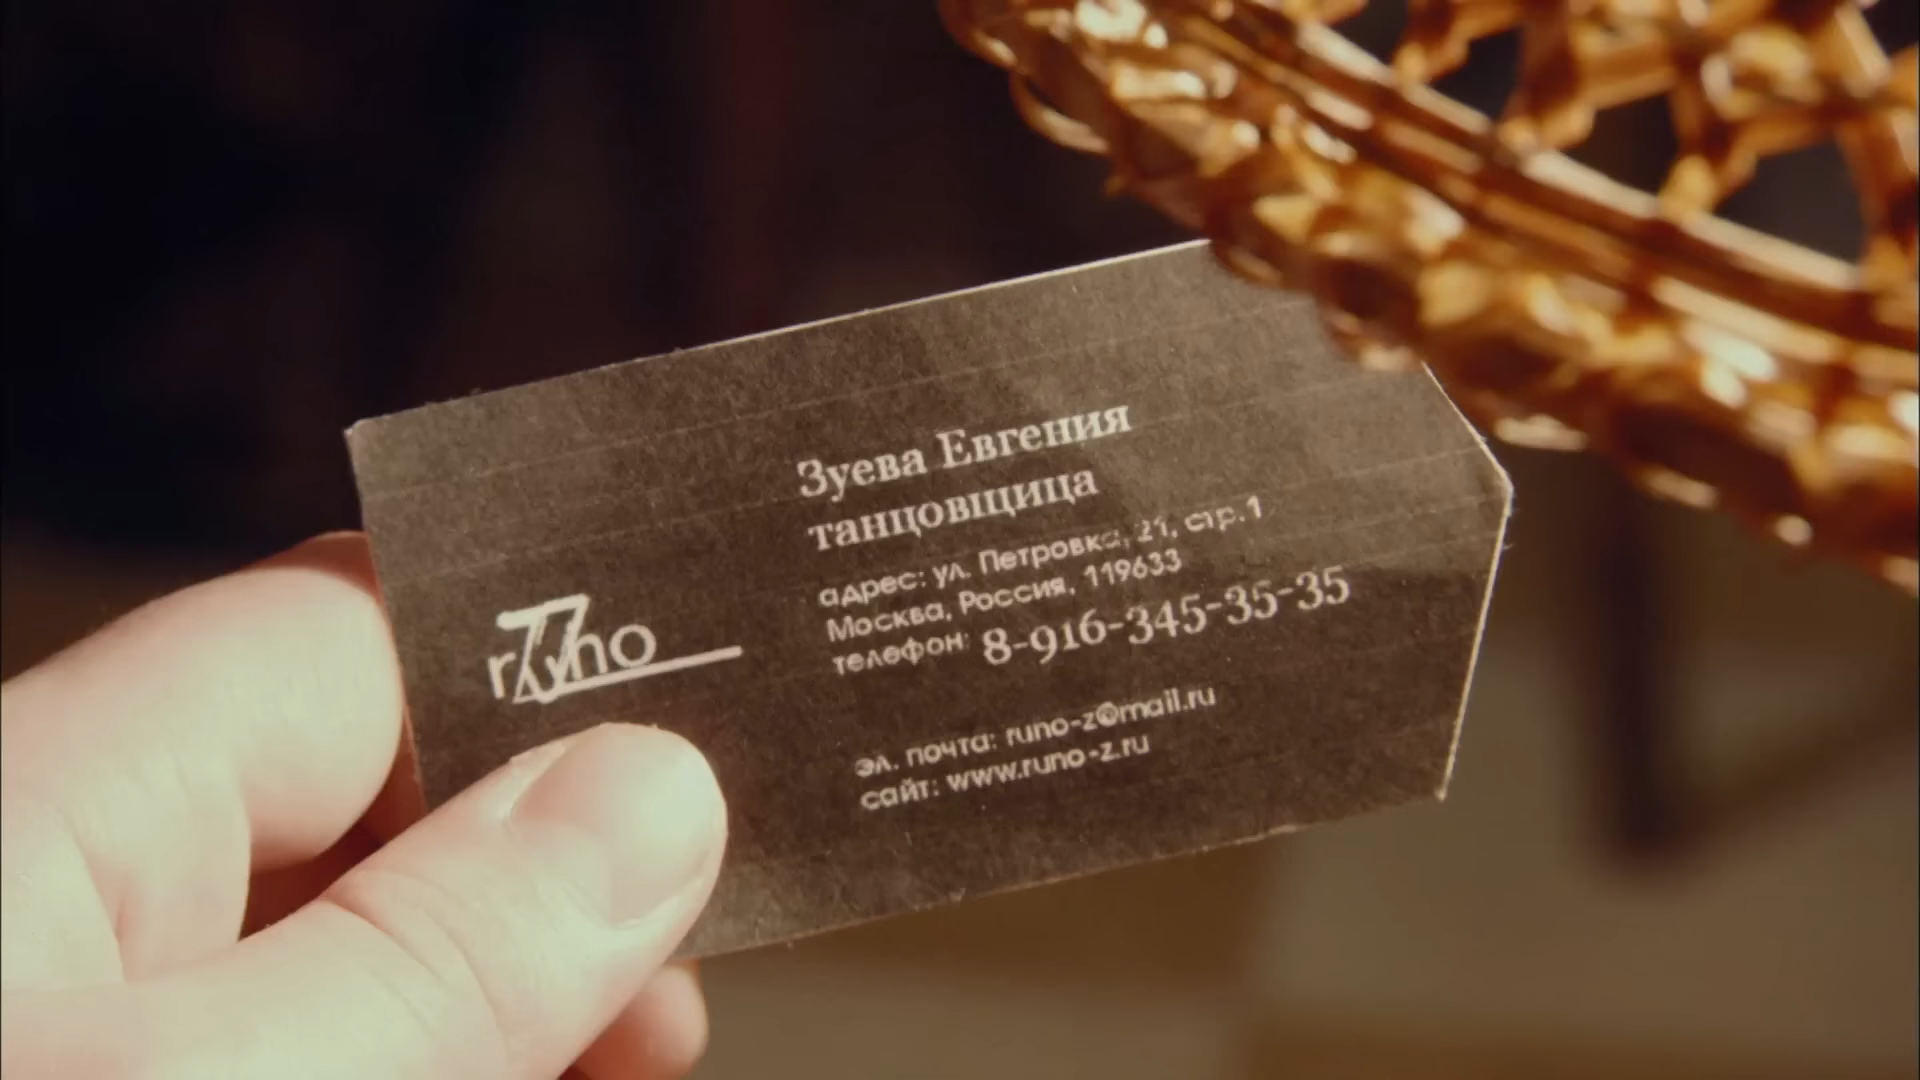 Зуева Евгения
танцовщица
адрес: ул. Петровка, 21, стр.1
Москва, Россия, 119633
телефон: 8-916-345-35-35
runo
эл. почта: runo-z@mail.ru
сайт: www.runo-z.ru